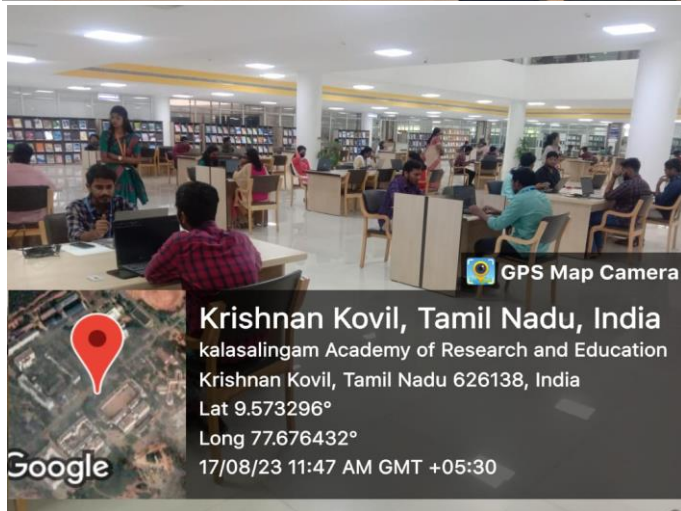 GPS Map Camera
Krishnan Kovil, Tamil Nadu, India
kalasalingam Academy of Research and Education
Krishnan Kovil, Tamil Nadu 626138, India
Lat 9.573296°
Long 77.676432°
17/08/23 11:47 AM GMT +05:30
Google